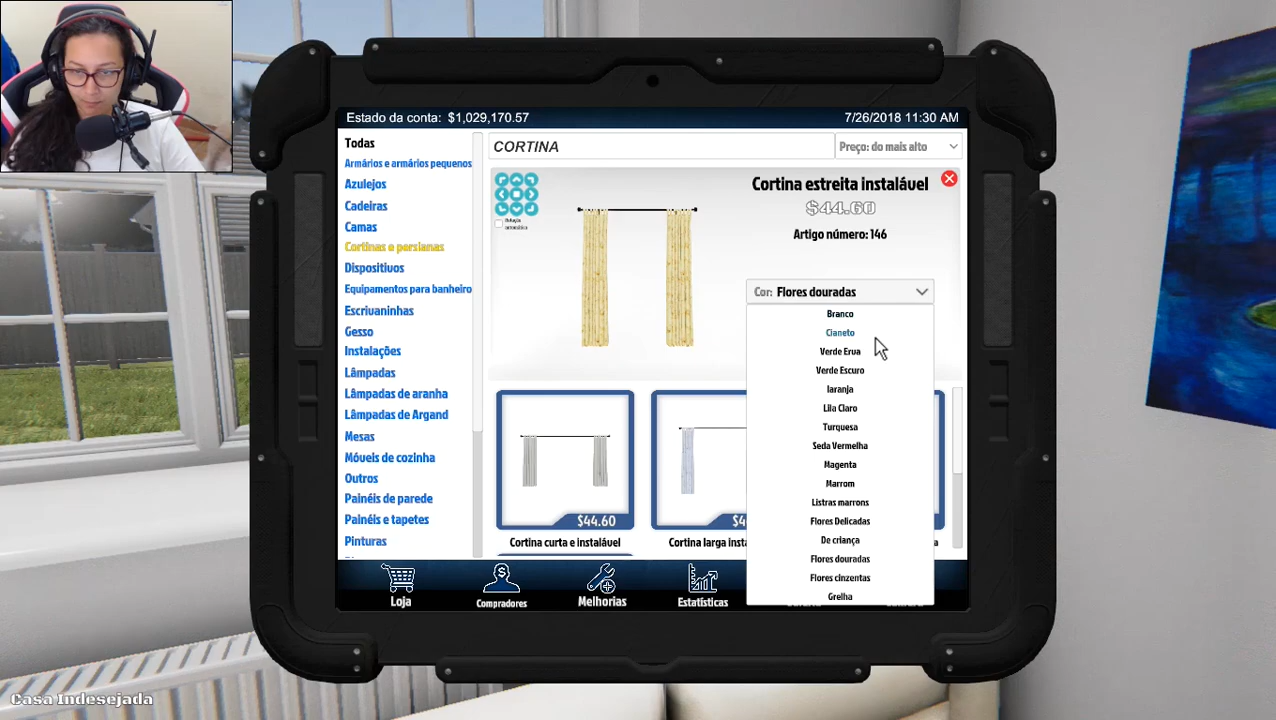 Estado da conta: $1,029,170.57
7/26/2018 11:30 AM
Todas
Armários e armários pequenos
Azulejos
Cadeiras
Camas
Cortinas e persianas
Dispositivos
Equipamentos para banheiro
Escrivaninhas
Gesso
Instalações
Lâmpadas
Lâmpadas de aranha
Lâmpadas de Argand
Mesas
Móveis de cozinha
Outros
Painéis de parede
Painéis e tapetes
Pinturas
CORTINA
Preço: do mais alto
Rotação
automática
Cortina estreita instalável
$44.60
Artigo número: 146
Cor: Flores douradas
Branco
Cianeto
Verde Erua
Verde Escuro
laranja
Lila Claro
Turquesa
Seda Vermelha
Magenta
Marrom
Listras marrons
Flores Delicadas
De criança
Flores douradas
Flores cinzentas
Grelha
$44.60
Cortina curta e instalável
Cortina larga
Loja
Compradores
Melhorias
Estatísticas
Casa Indesejada